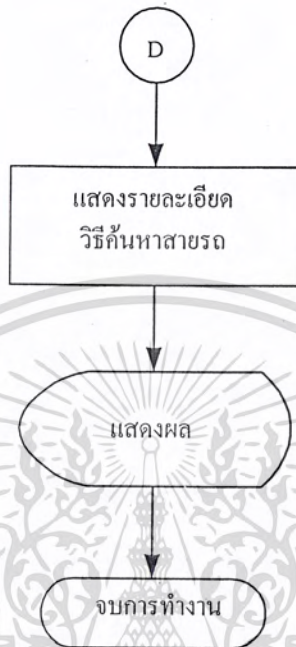 D
แสดงรายละเอียด
วิธีค้นหาสายรถ
แสดงผล
จบการทำงาน